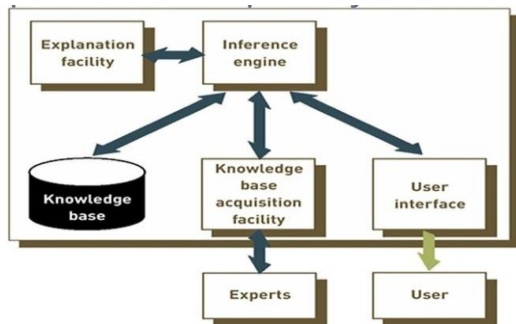 Explanation
facility
Inference
engine
Knowledge
base
Knowledge
base
acquisition
facility
User
interface
Experts
User